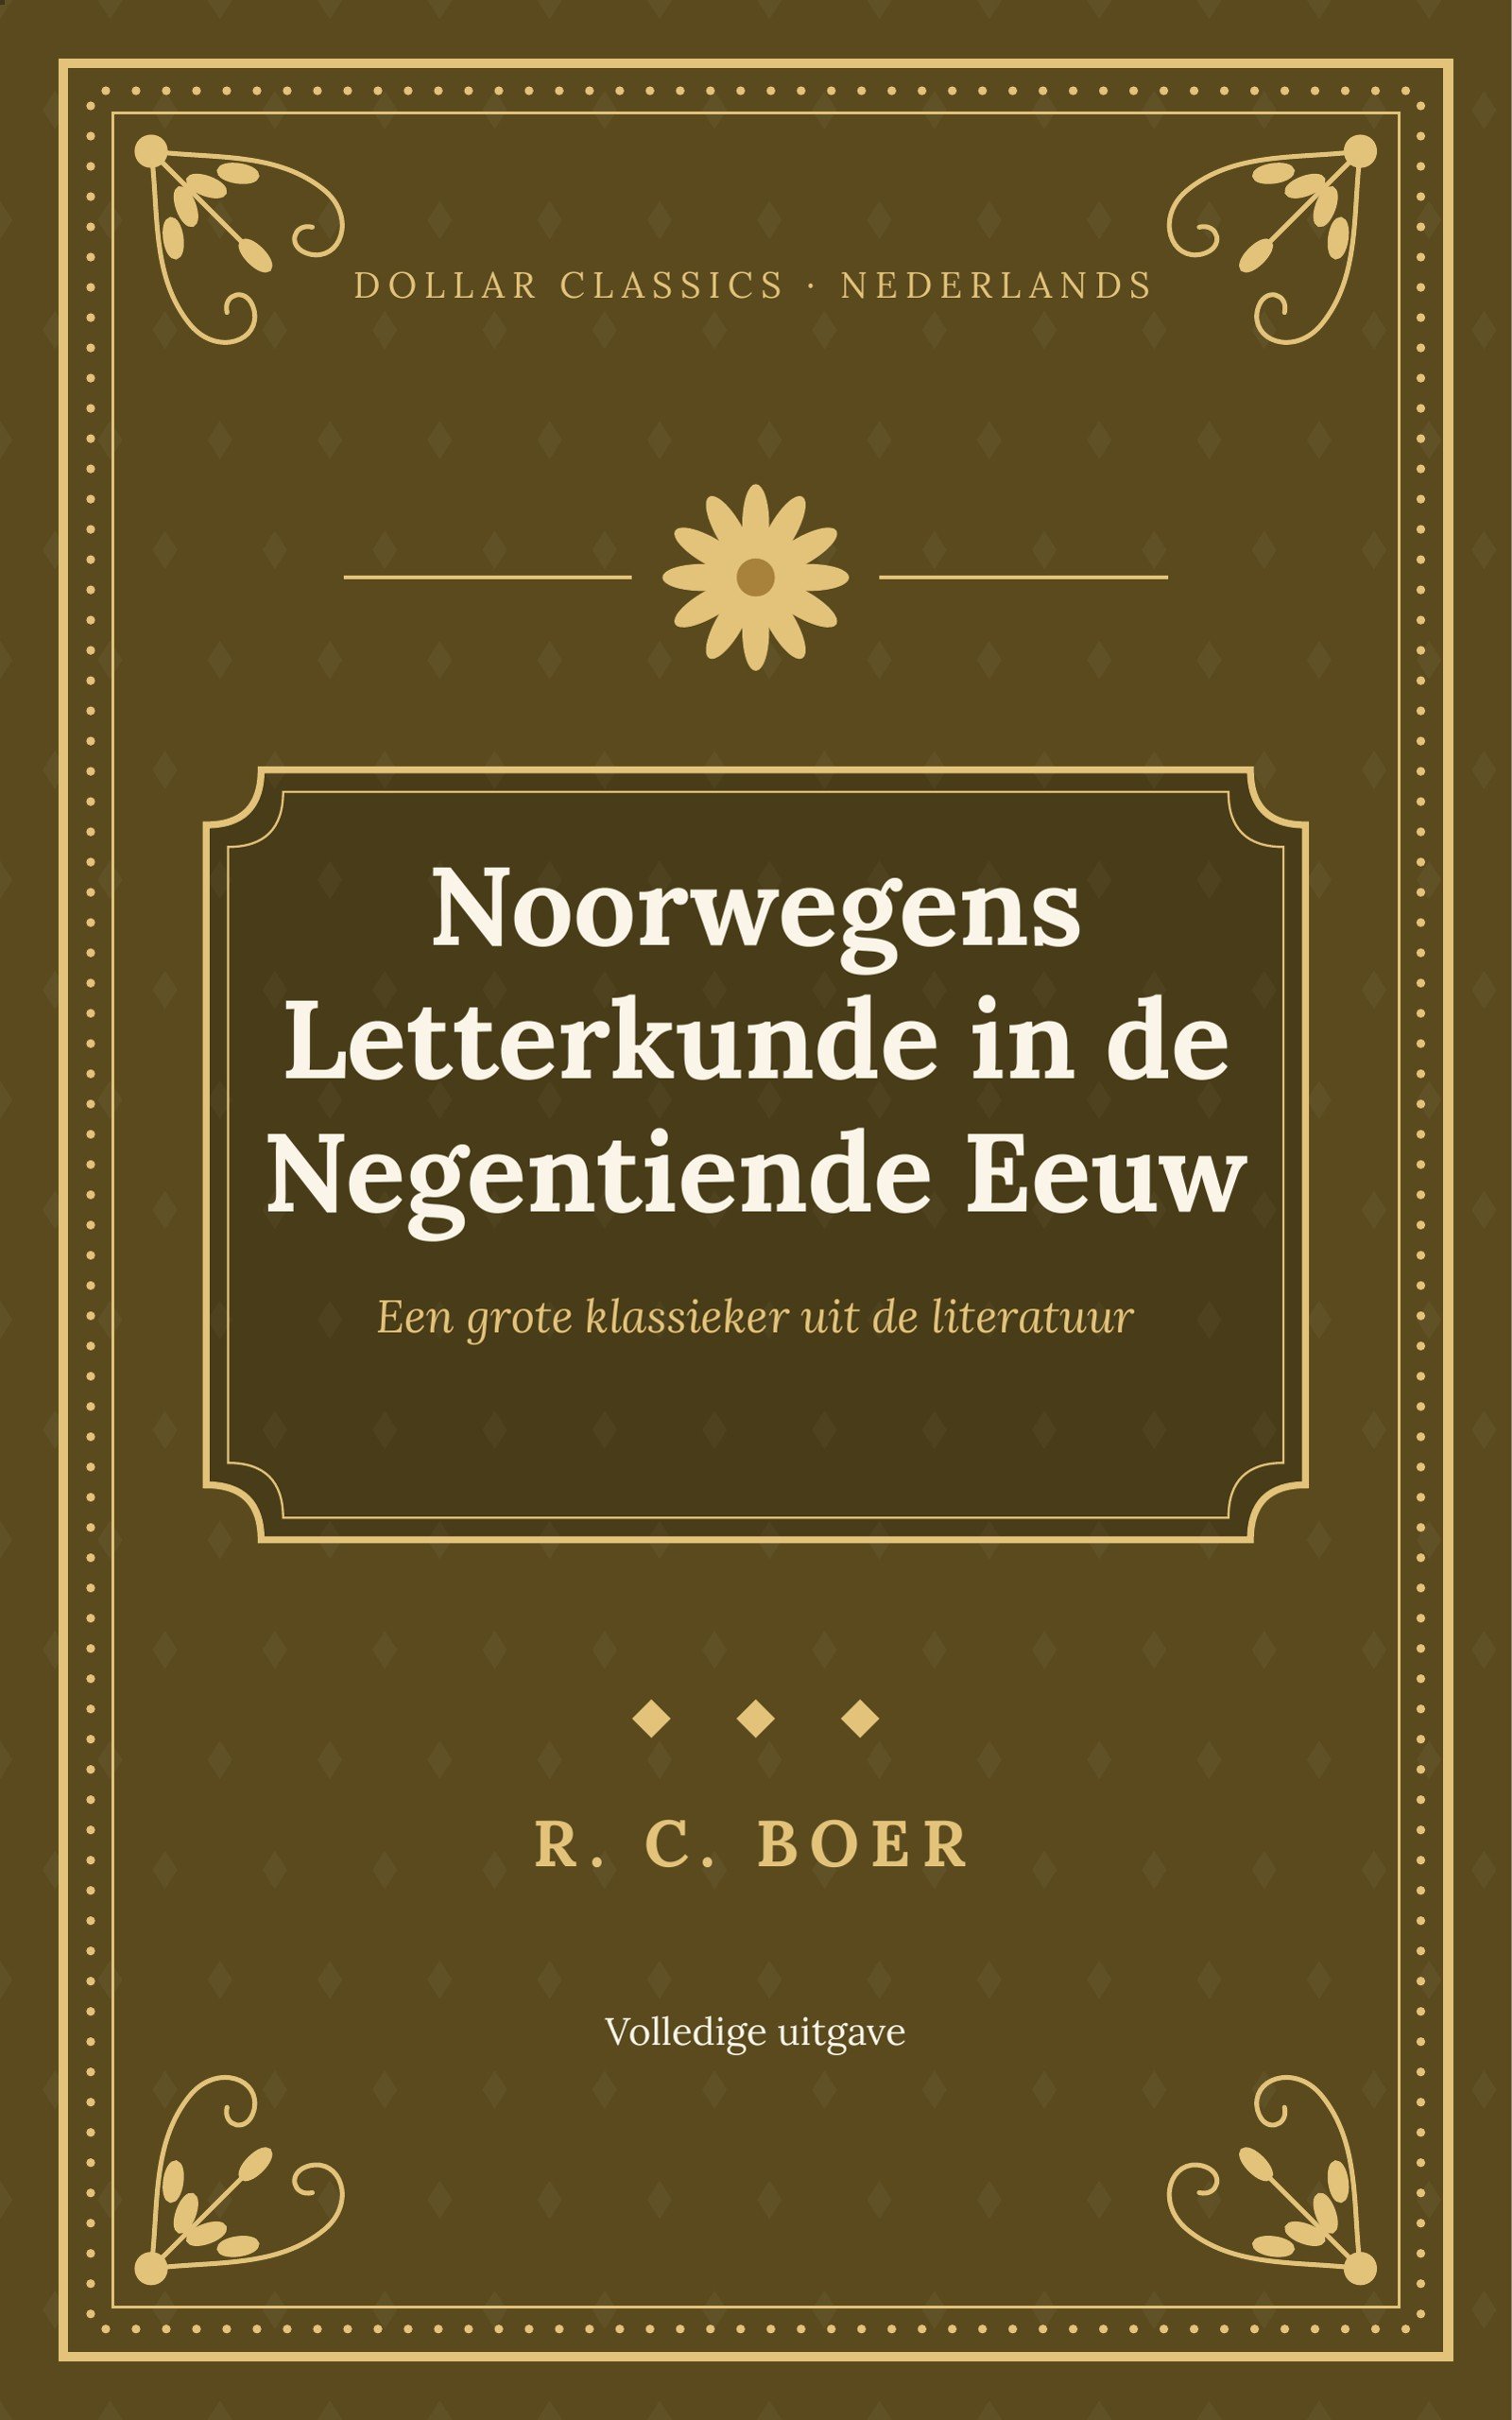 DOLLAR CLASSICS · NEDERLANDS
Noorwegens
Letterkunde in de
Negentiende Eeuw
Een grote klassieker uit de literatuur
R. C. BOER
Volledige uitgave